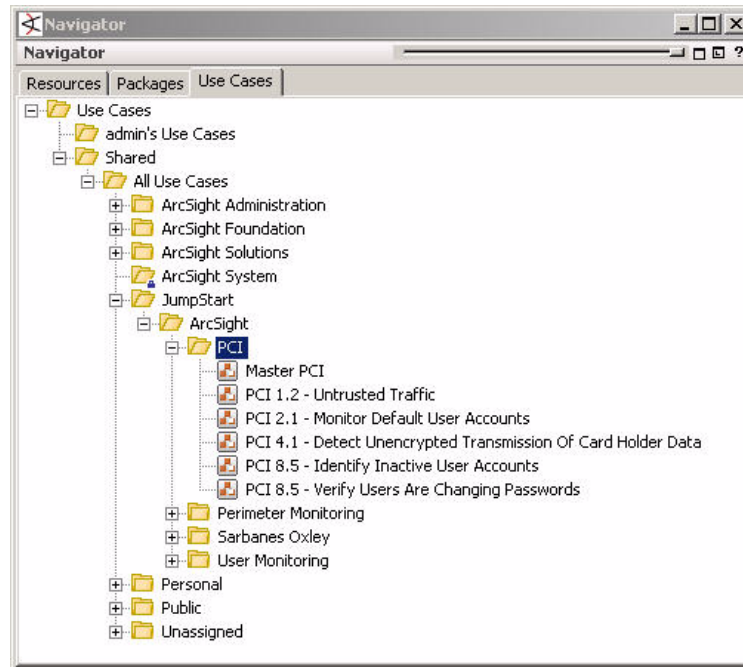 Navigator
Navigator
Resources Packages Use Cases
Use Cases
admin's Use Cases
Shared
All Use Cases
ArcSight Administration
ArcSight Foundation
ArcSight Solutions
ArcSight System
JumpStart
ArcSight
PCI
Master PCI
PCI 1.2 - Untrusted Traffic
PCI 2.1 - Monitor Default User Accounts
PCI 4.1 - Detect Unencrypted Transmission Of Card Holder Data
PCI 8.5 - Identify Inactive User Accounts
PCI 8.5 - Verify Users Are Changing Passwords
Perimeter Monitoring
Sarbanes Oxley
User Monitoring
Personal
Public
Unassigned